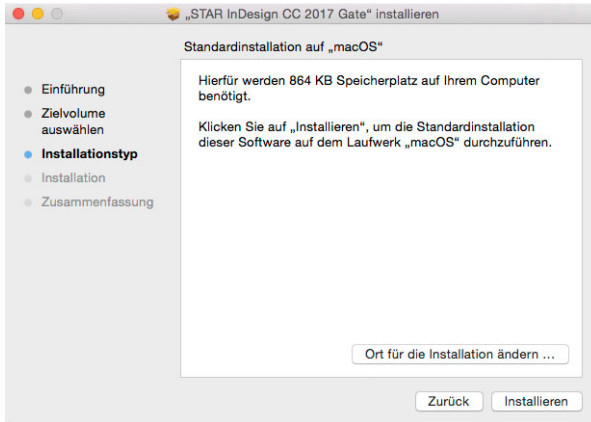 „STAR InDesign CC 2017 Gate“ installieren
Standardinstallation auf „macOS“
Einführung
Zielvolume
auswählen
Installationstyp
Installation
Zusammenfassung
Hierfür werden 864 KB Speicherplatz auf Ihrem Computer
benötigt.
Klicken Sie auf „Installieren“, um die Standardinstallation
dieser Software auf dem Laufwerk „macOS“ durchzuführen.
Ort für die Installation ändern ...
Zurück
Installieren